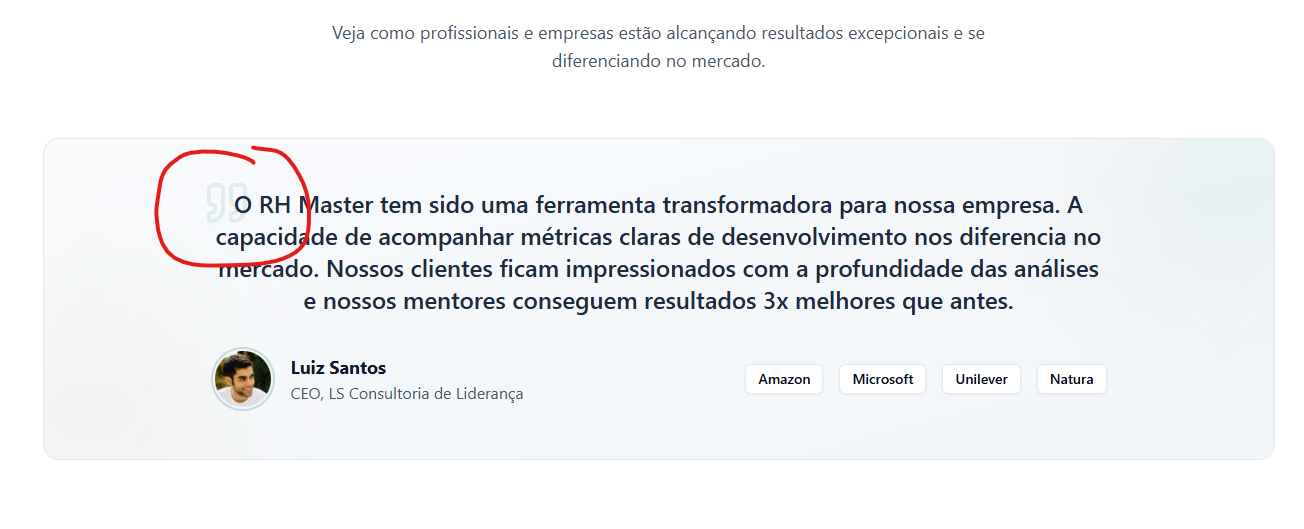 Veja como profissionais e empresas estão alcançando resultados excepcionais e se
diferenciando no mercado.
O RH Master tem sido uma ferramenta transformadora para nossa empresa. A
capacidade de acompanhar métricas claras de desenvolvimento nos diferencia no
mercado. Nossos clientes ficam impressionados com a profundidade das análises
e nossos mentores conseguem resultados 3x melhores que antes.
Luiz Santos
CEO, LS Consultoria de Liderança
Amazon
Microsoft
Unilever
Natura